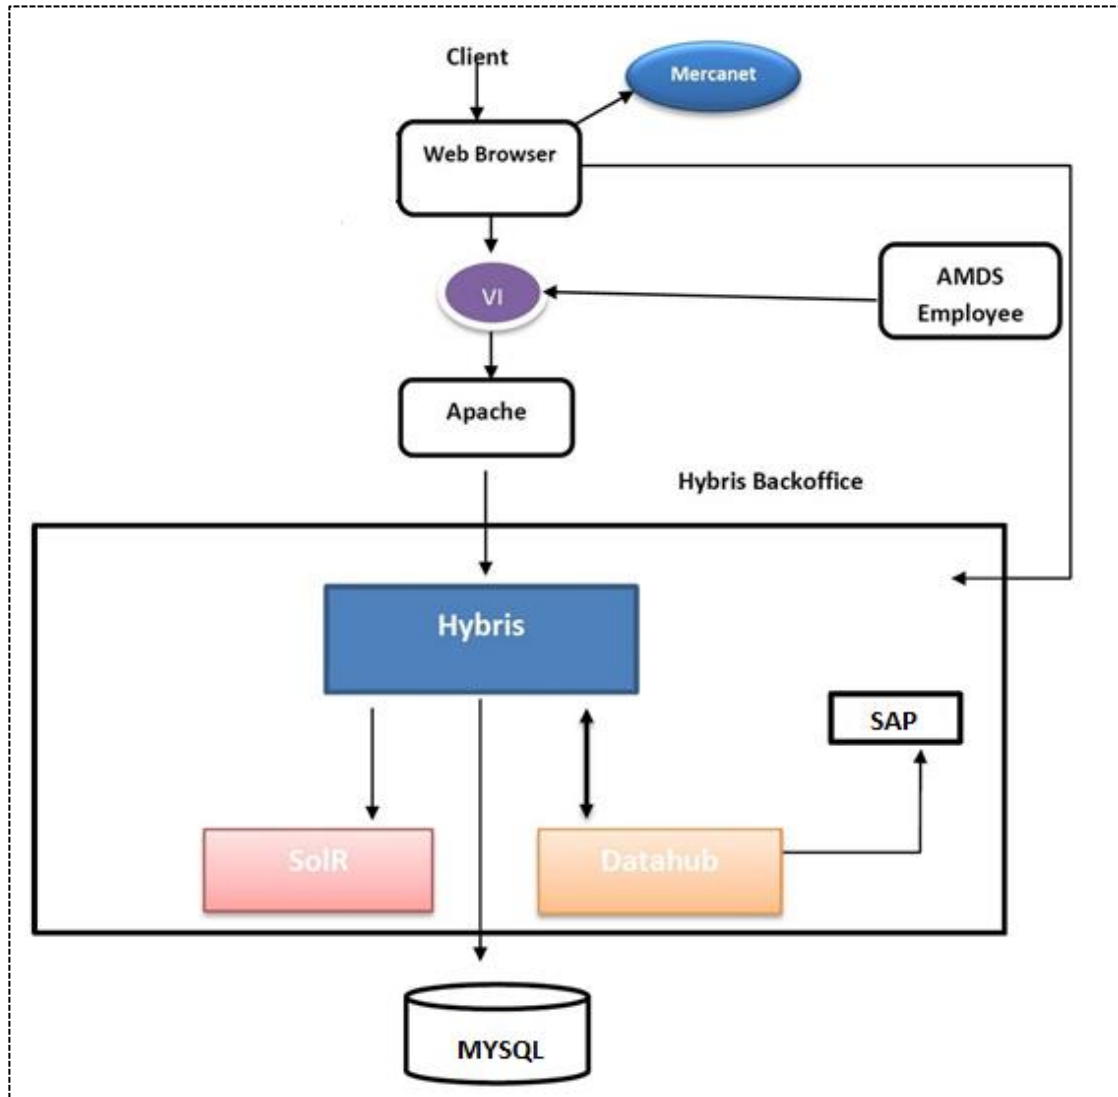 Client
Mercanet
Web Browser
VI
AMDS
Employee
Apache
Hybris Backoffice
Hybris
SAP
SolR
Datahub
MYSQL